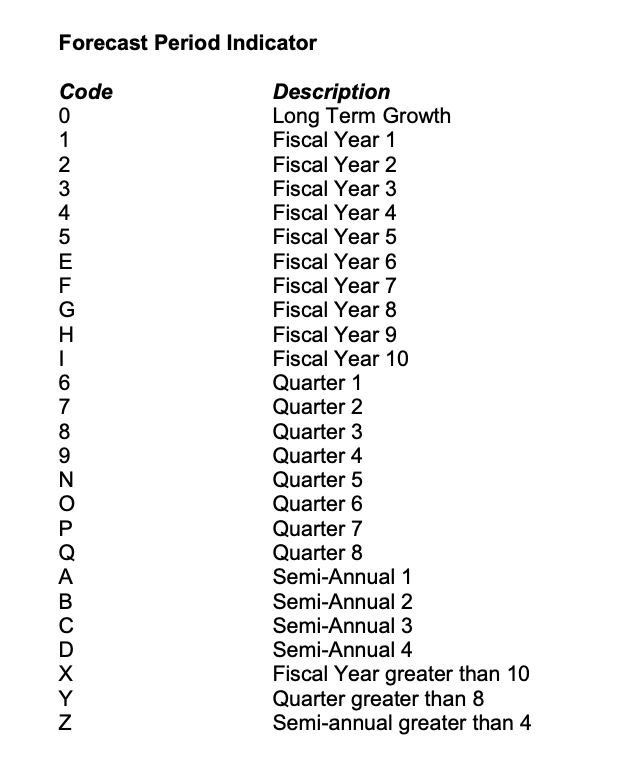 Forecast Period Indicator
Code Description
0 Long Term Growth
1 Fiscal Year 1
2 Fiscal Year 2
3 Fiscal Year 3
4 Fiscal Year 4
5 Fiscal Year 5
E Fiscal Year 6
F Fiscal Year 7
G Fiscal Year 8
H Fiscal Year 9
I Fiscal Year 10
6 Quarter 1
7 Quarter 2
8 Quarter 3
9 Quarter 4
N Quarter 5
O Quarter 6
P Quarter 7
Q Quarter 8
A Semi-Annual 1
B Semi-Annual 2
C Semi-Annual 3
D Semi-Annual 4
X Fiscal Year greater than 10
Y Quarter greater than 8
Z Semi-annual greater than 4